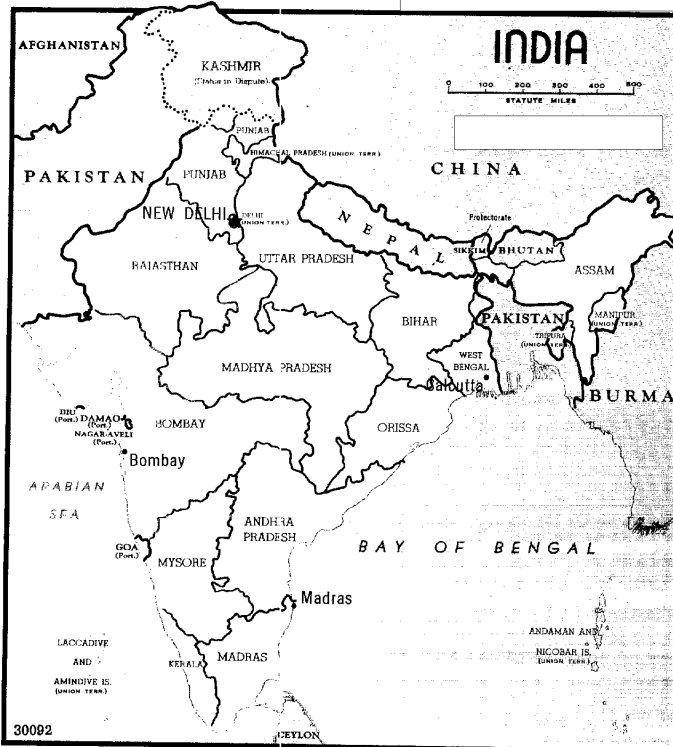 INDIA
0 100 200 300 400 500
STATUTE MILES
AFGHANISTAN
KASHMIR
(Status in Dispute)
PUNJAB
HIMACHAL PRADESH (UNION TERR.)
CHINA
PAKISTAN
PUNJAB
NEW DELHI
DELHI
(UNION TERR.)
NEPAL
Protectorate
SIKKIM
BHUTAN
RAJASTHAN
UTTAR PRADESH
ASSAM
BIHAR
PAKISTAN
MANIPUR
(UNION TERR.)
TRIPURA
(UNION TERR.)
MADHYA PRADESH
WEST
BENGAL
Calcutta
BURMA
DIU
(Port.)
DAMAO
(Port.)
NAGAR-AVELI
(Port.)
BOMBAY
ORISSA
Bombay
ARABIAN
SEA
ANDHRA
PRADESH
BAY OF BENGAL
GOA
(Port.)
MYSORE
Madras
LACCADIVE
AND
AMINDIVE IS.
(UNION TERR.)
KERALA
MADRAS
ANDAMAN AND
NICOBAR IS.
(UNION TERR.)
30092
CEYLON